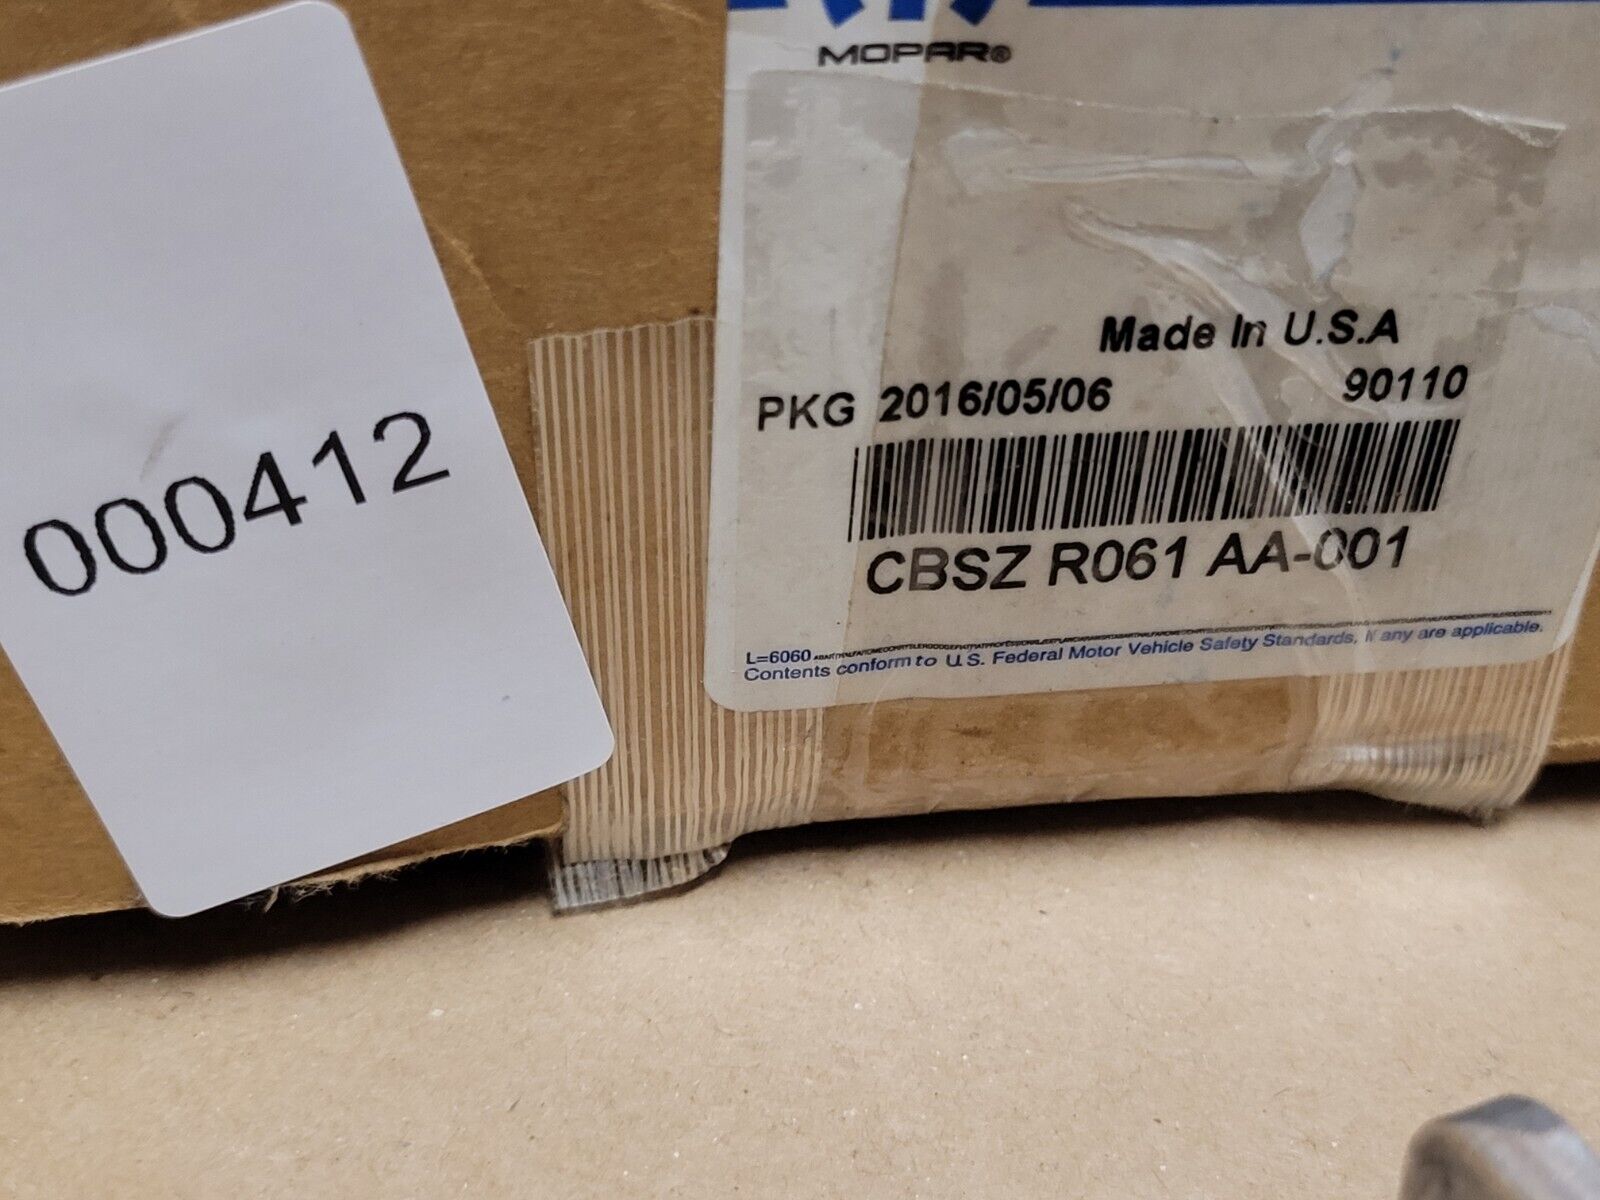 MOPAR®
000412
Made In U.S.A
PKG 2016/05/06 90110
CBSZ R061 AA-001
L=6060
Contents conform to U.S. Federal Motor Vehicle Safety Standards, If any are applicable.